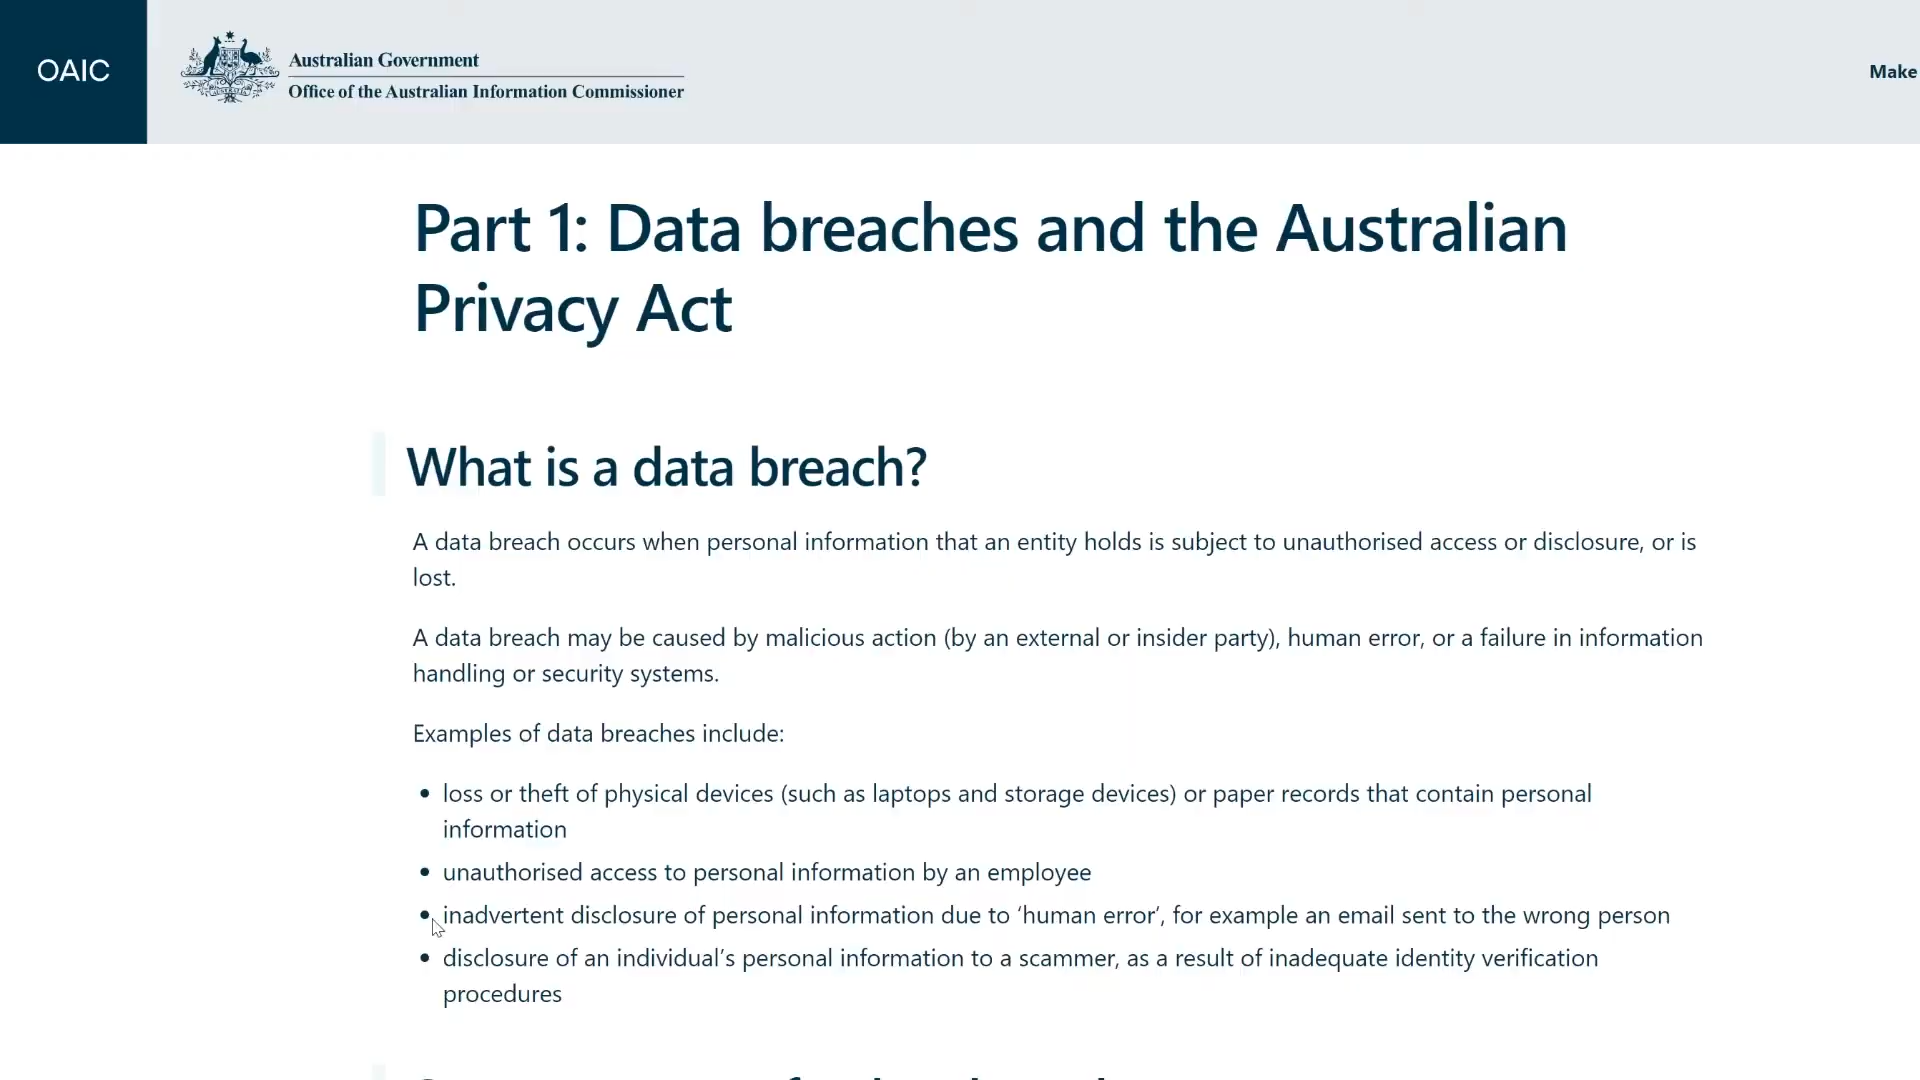 OAIC
Australian Government
Office of the Australian Information Commissioner
Make
Part 1: Data breaches and the Australian
Privacy Act
What is a data breach?
A data breach occurs when personal information that an entity holds is subject to unauthorised access or disclosure, or is
lost.
A data breach may be caused by malicious action (by an external or insider party), human error, or a failure in information
handling or security systems.
Examples of data breaches include:
• loss or theft of physical devices (such as laptops and storage devices) or paper records that contain personal
information
• unauthorised access to personal information by an employee
• inadvertent disclosure of personal information due to ‘human error’, for example an email sent to the wrong person
• disclosure of an individual’s personal information to a scammer, as a result of inadequate identity verification
procedures